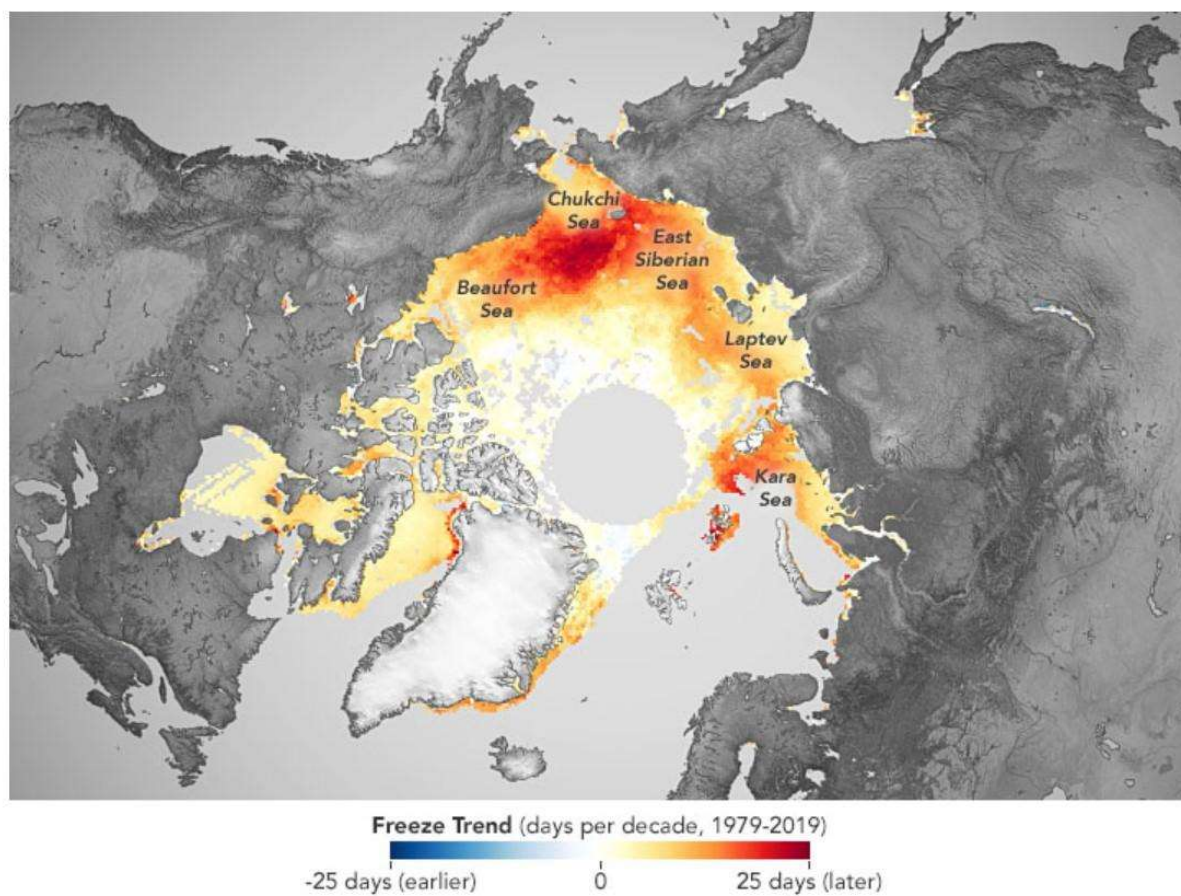 Chukchi
Sea
East
Siberian
Sea
Beaufort
Sea
Laptev
Sea
Kara
Sea
Freeze Trend (days per decade, 1979-2019)
-25 days (earlier) 0 25 days (later)